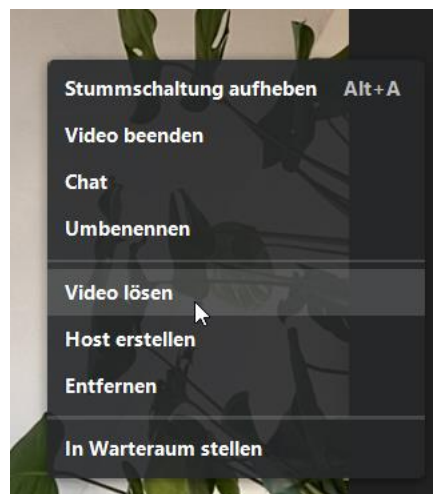 Stummschaltung aufheben Alt+A
Video beenden
Chat
Umbenennen
Video lösen
Host erstellen
Entfernen
In Warteraum stellen